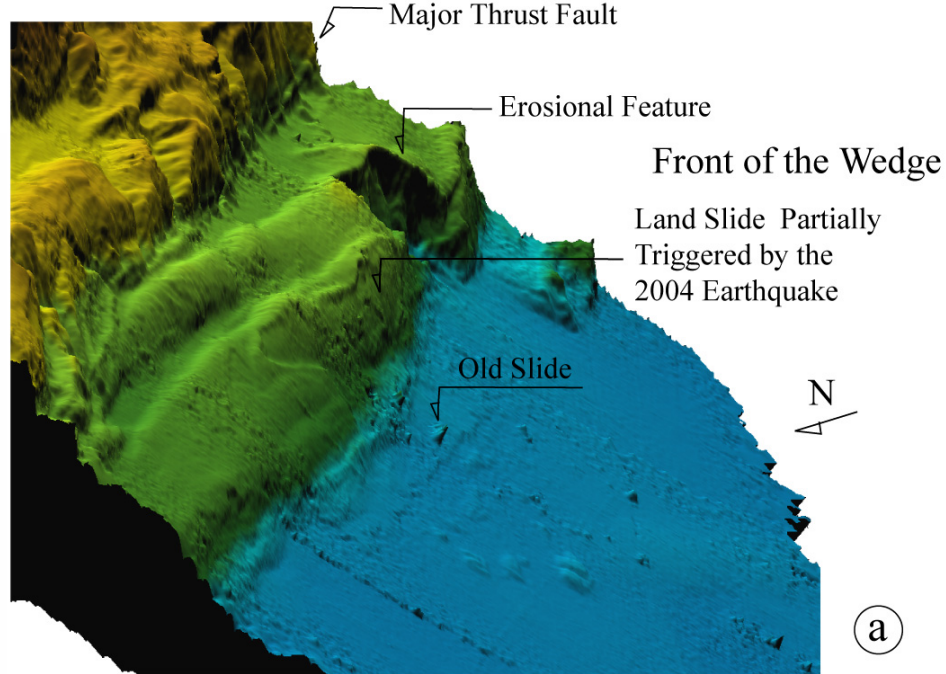 Major Thrust Fault
Erosional Feature
Front of the Wedge
Land Slide Partially
Triggered by the
2004 Earthquake
Old Slide
N
a